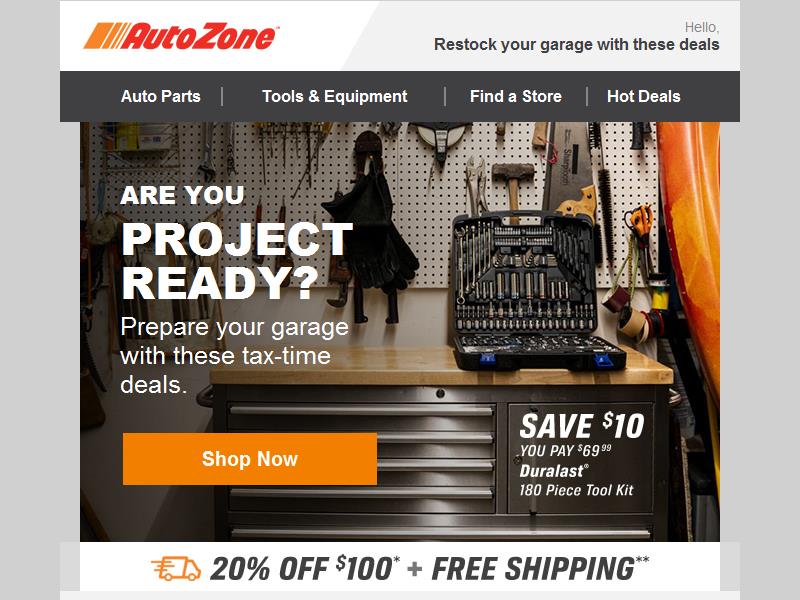 AutoZone
Hello,
Restock your garage with these deals
Auto Parts | Tools & Equipment | Find a Store | Hot Deals
ARE YOU
PROJECT
READY?
Prepare your garage
with these tax-time
deals.
Shop Now
SAVE $10
YOU PAY $69 99
Duralast®
180 Piece Tool Kit
20% OFF $100* + FREE SHIPPING**